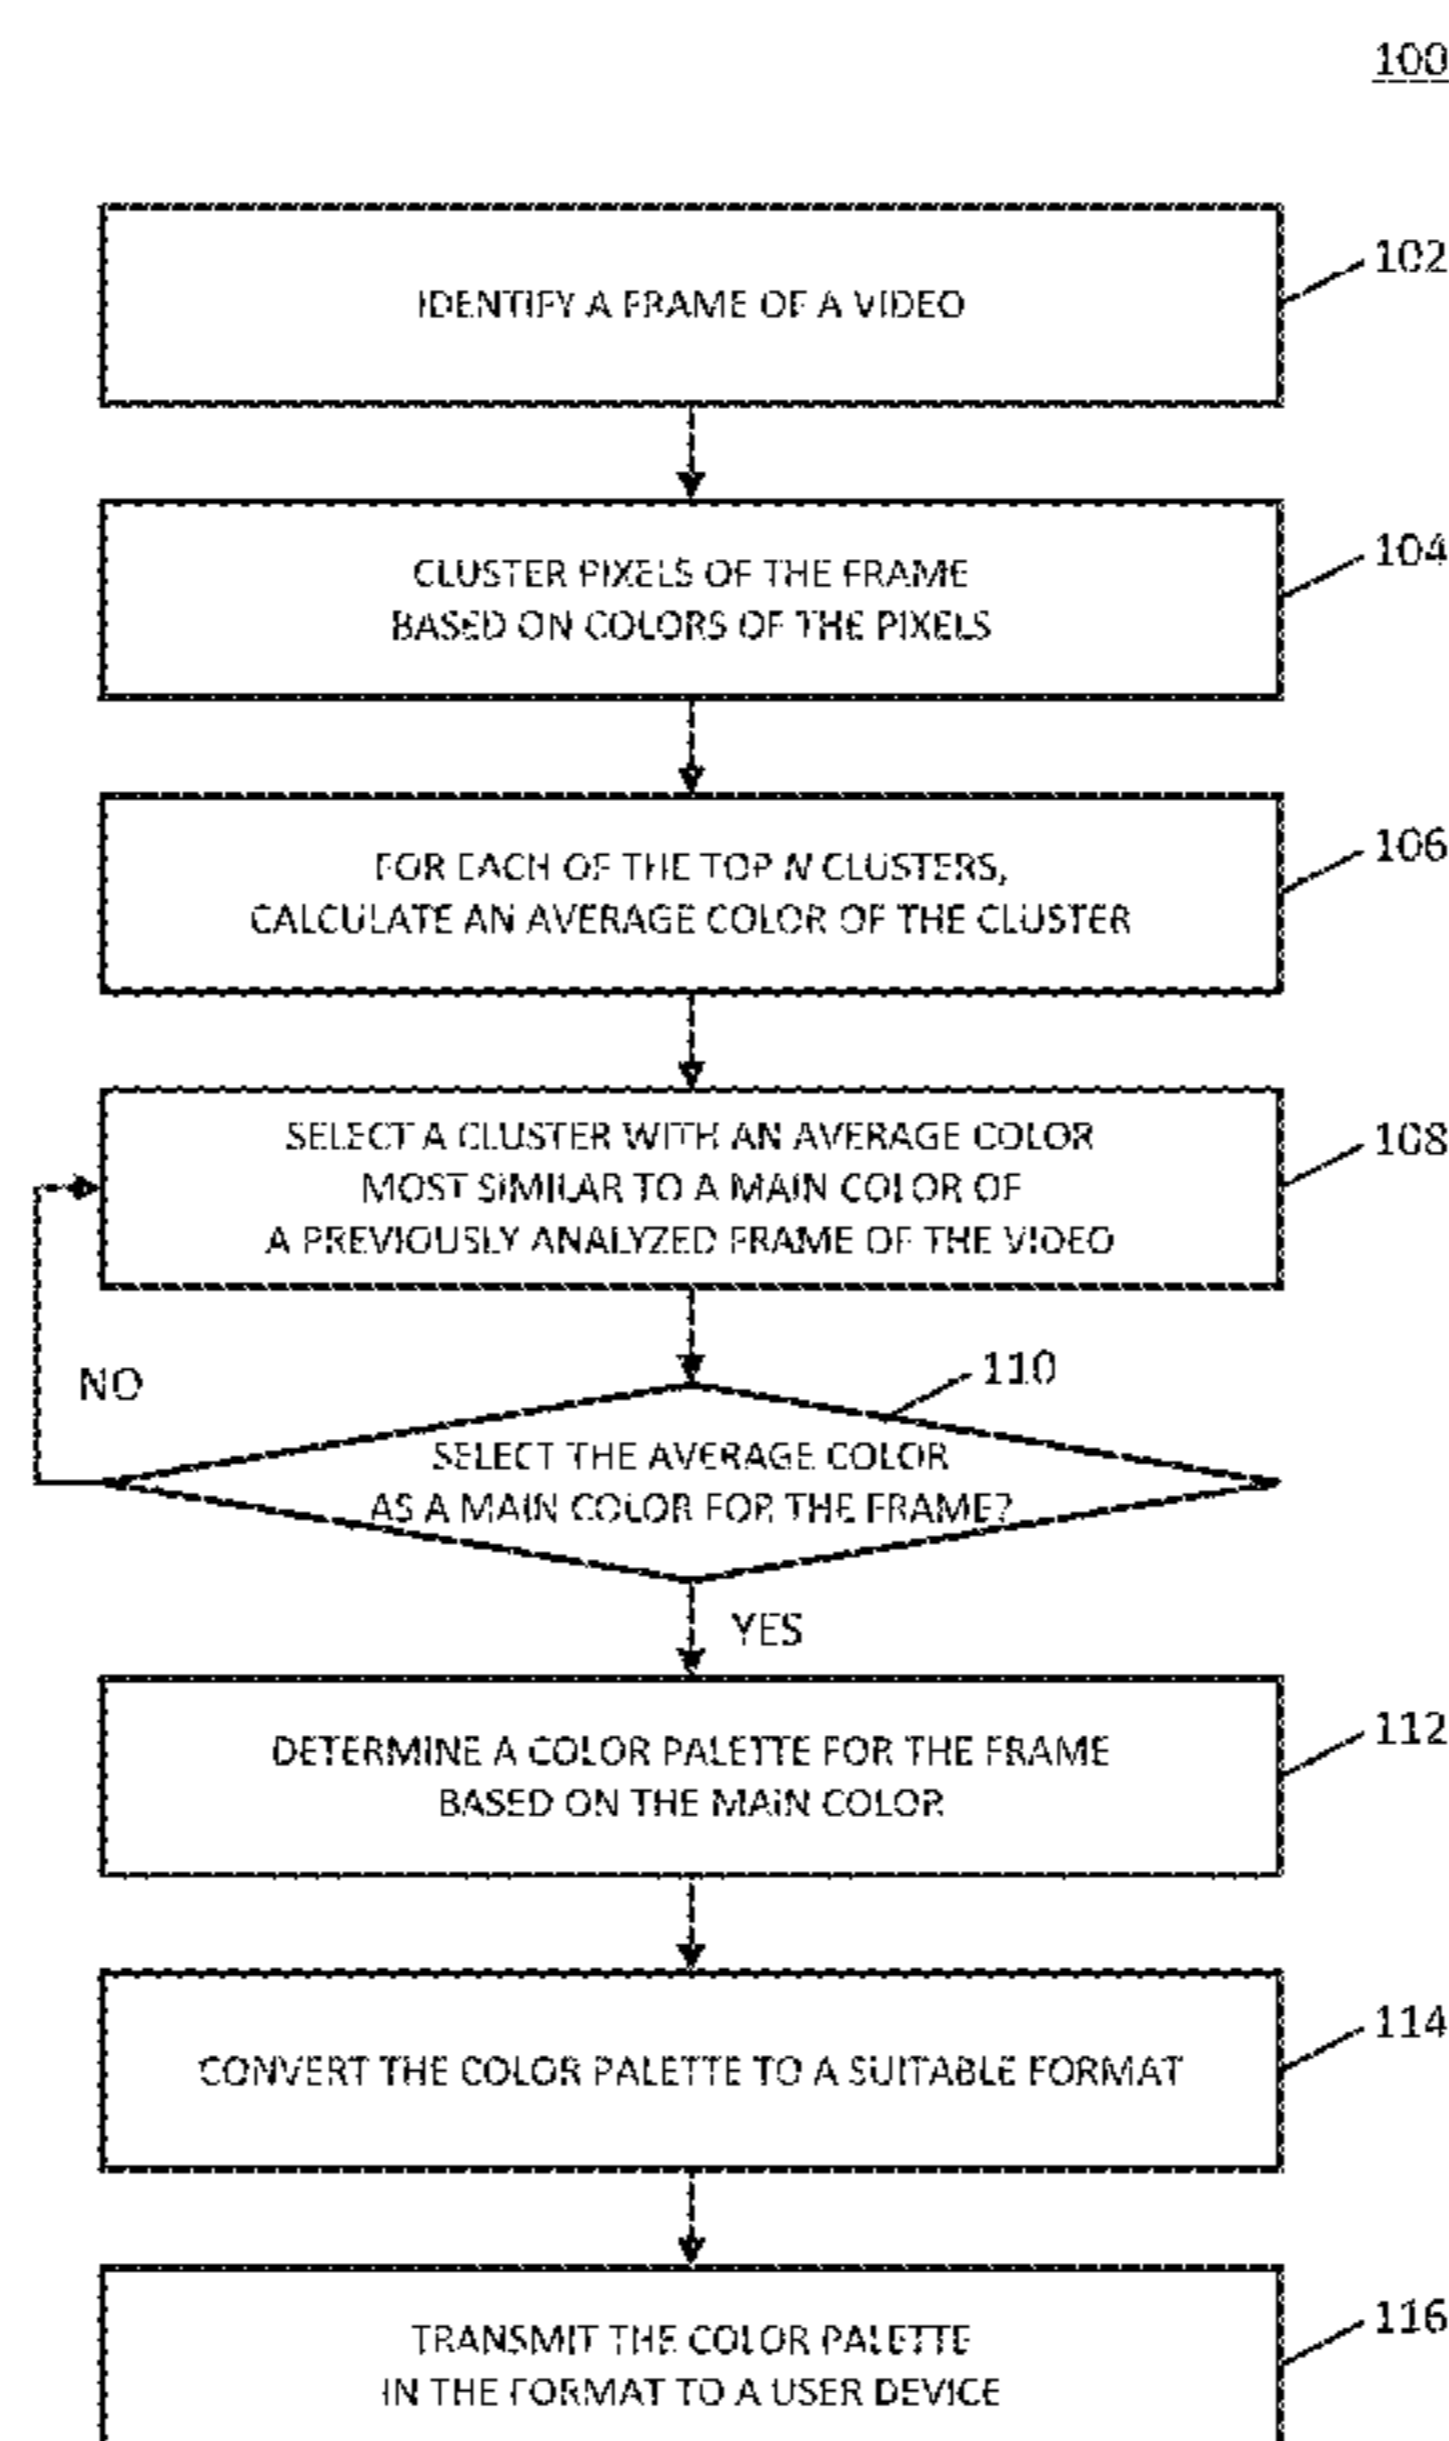 100
IDENTIFY A FRAME OF A VIDEO
102
CLUSTER PIXELS OF THE FRAME
BASED ON COLORS OF THE PIXELS
104
FOR EACH OF THE TOP N CLUSTERS,
CALCULATE AN AVERAGE COLOR OF THE CLUSTER
106
SELECT A CLUSTER WITH AN AVERAGE COLOR
MOST SIMILAR TO A MAIN COLOR OF
A PREVIOUSLY ANALYZED FRAME OF THE VIDEO
108
NO
110
SELECT THE AVERAGE COLOR
AS A MAIN COLOR FOR THE FRAME?
YES
DETERMINE A COLOR PALETTE FOR THE FRAME
BASED ON THE MAIN COLOR
112
CONVERT THE COLOR PALETTE TO A SUITABLE FORMAT
114
TRANSMIT THE COLOR PALETTE
IN THE FORMAT TO A USER DEVICE
116